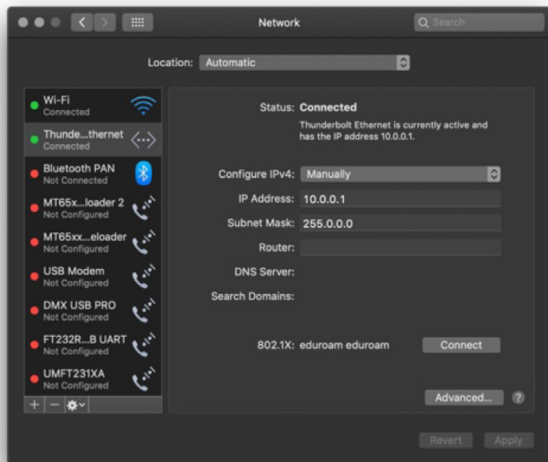 Network
Search
Location: Automatic
Wi-Fi
Connected
Thunde...thernet
Connected
Bluetooth PAN
Not Connected
MT65x...loader 2
Not Configured
MT65xx...eloader
Not Configured
USB Modem
Not Configured
DMX USB PRO
Not Configured
FT232R...B UART
Not Configured
UMFT231XA
Not Configured
Status: Connected
Thunderbolt Ethernet is currently active and
has the IP address 10.0.0.1.
Configure IPv4: Manually
IP Address: 10.0.0.1
Subnet Mask: 255.0.0.0
Router:
DNS Server:
Search Domains:
802.1X: eduroam eduroam Connect
Advanced... ?
Revert Apply